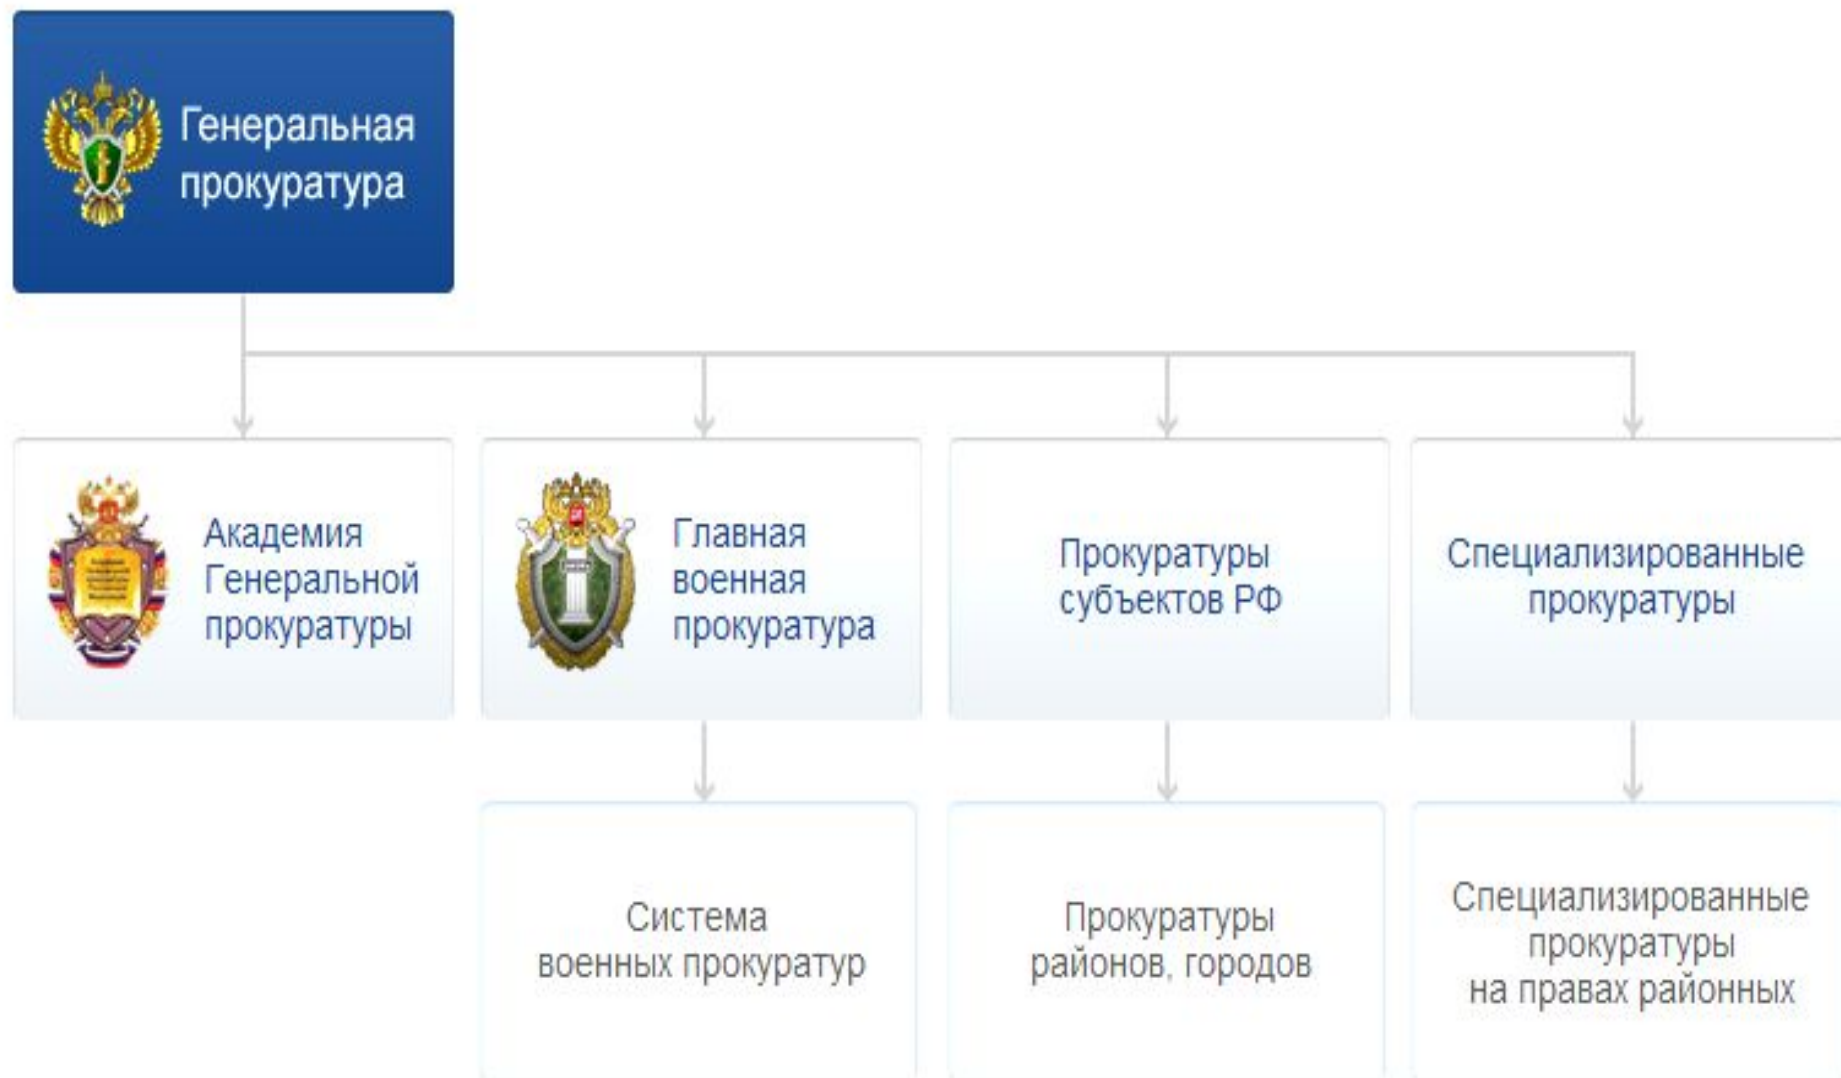 Генеральная
прокуратура
Академия
Генеральной
прокуратуры
Главная
военная
прокуратура
Прокуратуры
субъектов РФ
Специализированные
прокуратуры
Система
военных прокуратур
Прокуратуры
районов, городов
Специализированные
прокуратуры
на правах районных